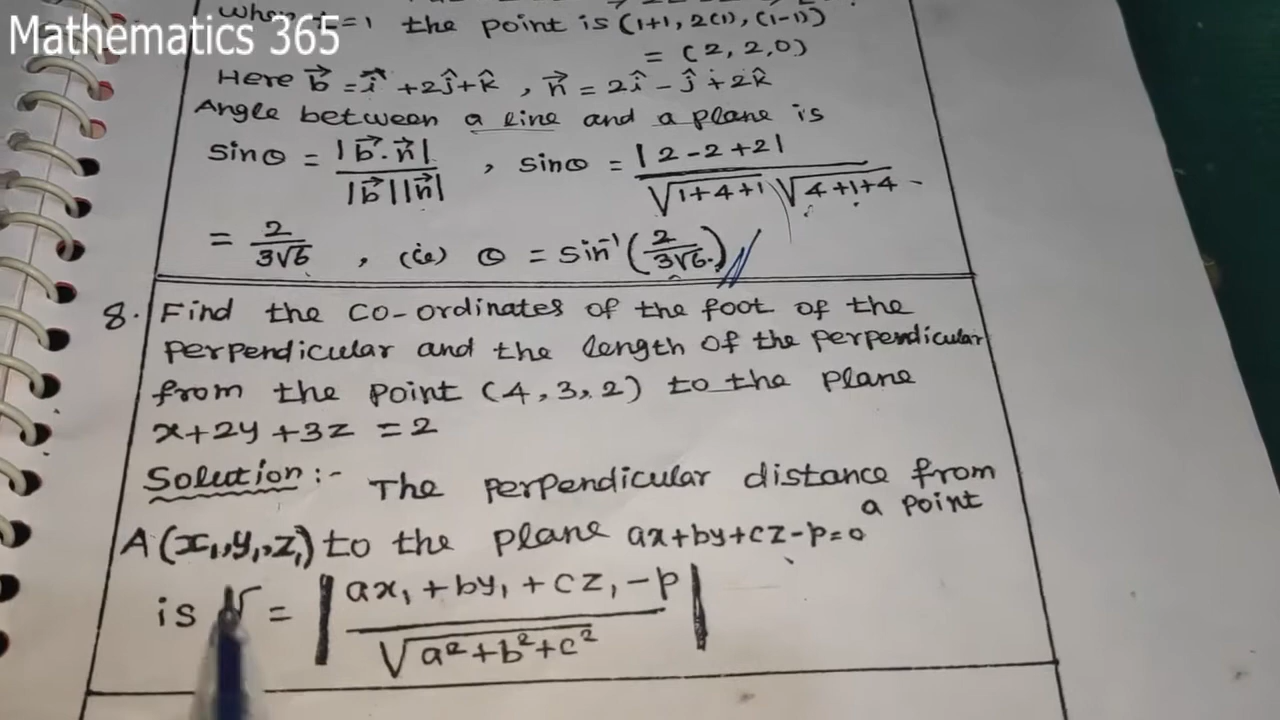 Mathematics 365
When t=1 the point is (1+1, 2(1), (1-1))
= (2, 2, 0)
Here b⃗ = i⃗ + 2ĵ + k̂ , n⃗ = 2î - ĵ + 2k̂
Angle between a line and a plane is
sinθ = |b⃗.n⃗| / |b⃗||n⃗| , sinθ = |2-2+2| / √1+4+1 √4+1+4
= 2/3√6 , (ie) θ = sin⁻¹(2/3√6)
8. Find the co-ordinates of the foot of the
perpendicular and the length of the perpendicular
from the point (4,3,2) to the plane
x+2y+3z = 2
Solution:- The perpendicular distance from
a point
A(x₁,y₁,z₁) to the plane ax+by+cz-p=0
is = |ax₁+by₁+cz₁-p / √a²+b²+c²|